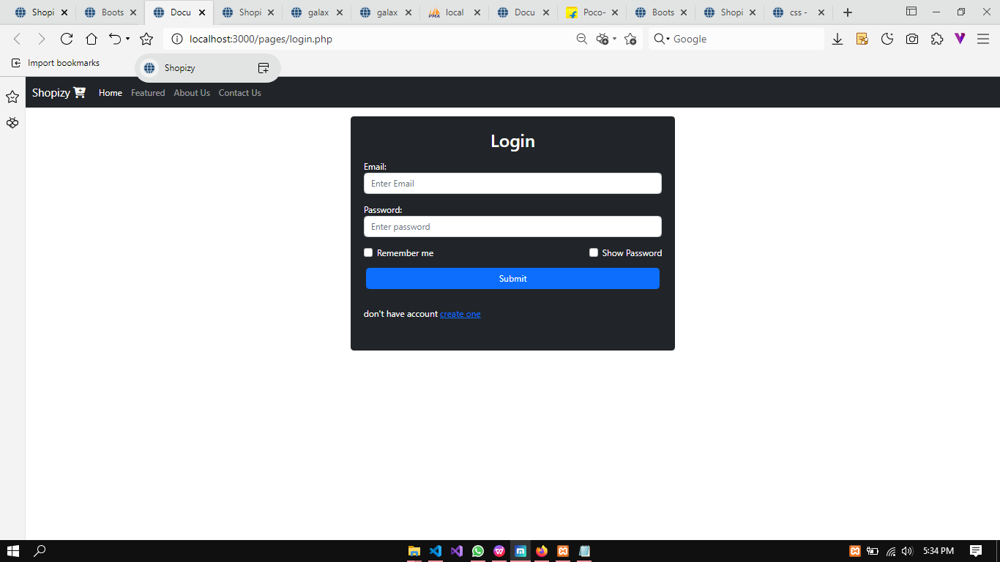 Shopi
Boots
Docu
Shopi
galax
galax
local
Docu
Poco-
Boots
Shopi
css -
localhost:3000/pages/login.php
Google
Import bookmarks
Shopizy
Shopizy Home Featured About Us Contact Us
Login
Email:
Enter Email
Password:
Enter password
Remember me
Show Password
Submit
don't have account create one
5:34 PM